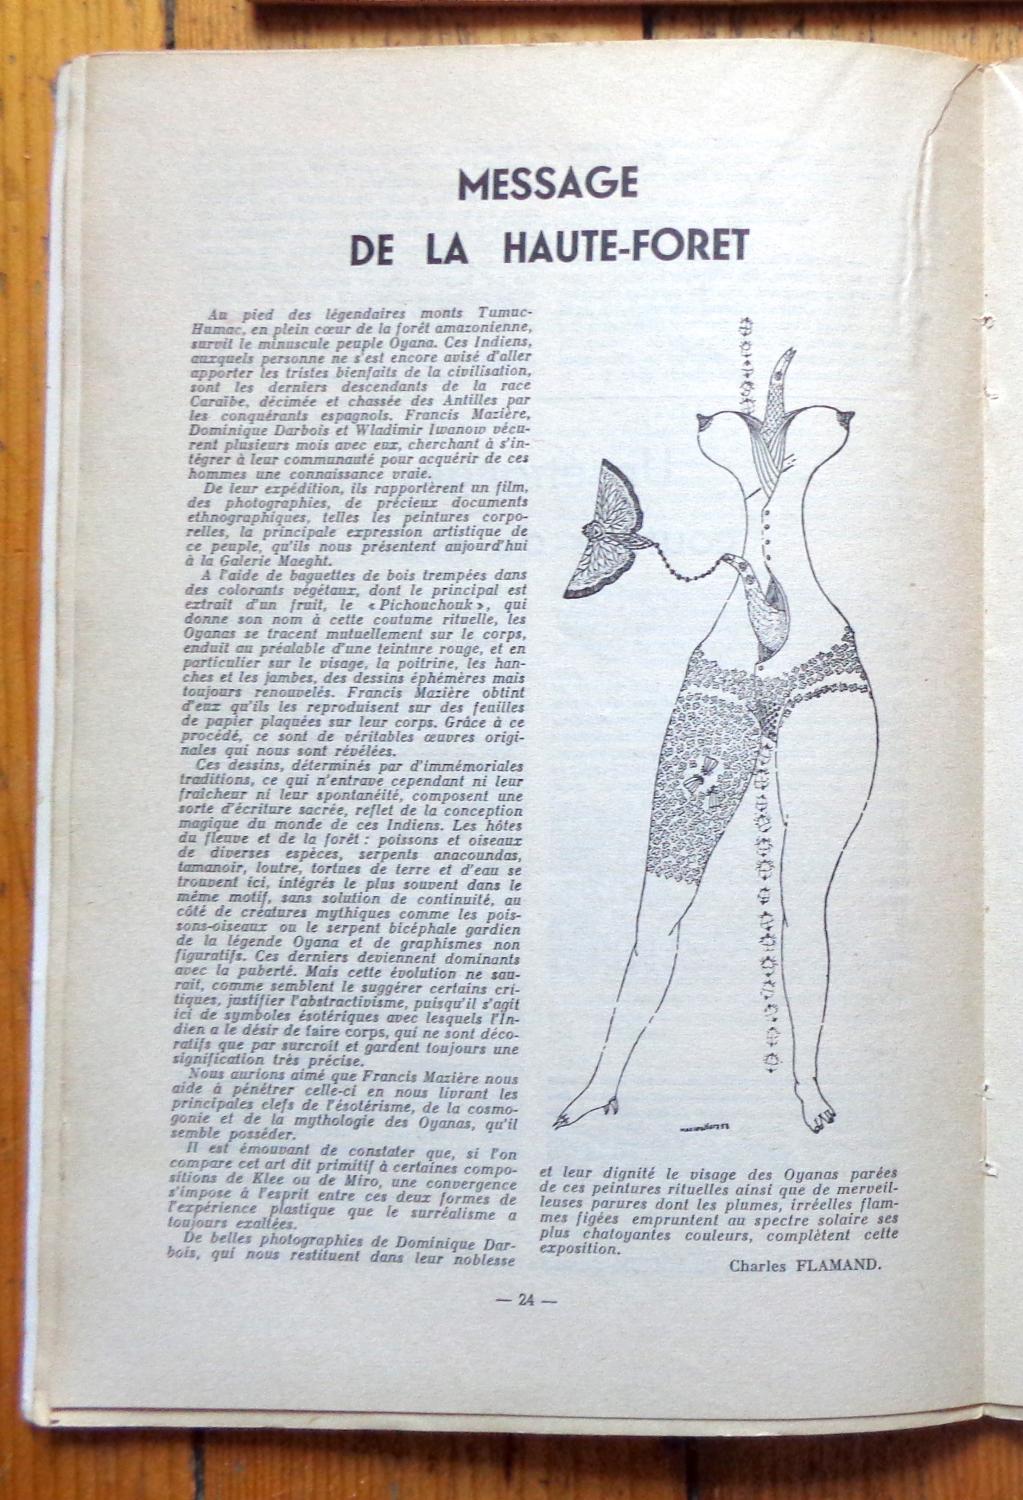 MESSAGE
DE LA HAUTE-FORET
Au pied des légendaires monts Tumuc-
Humac, en plein cœur de la forêt amazonienne,
survit le minuscule peuple Oyana. Ces Indiens,
auxquels personne ne s'est encore avisé d'aller
apporter les tristes bienfaits de la civilisation,
sont les derniers descendants de la race
Caraïbe, décimée et chassée des Antilles par
les conquérants espagnols. Francis Mazière,
Dominique Darbois et Wladimir Iwanow vécu-
rent plusieurs mois avec eux, cherchant à s'in-
tégrer à leur communauté pour acquérir de ces
hommes une connaissance vraie.
De leur expédition, ils rapportèrent un film,
des photographies, de précieux documents
ethnographiques, telles les peintures corpo-
relles, la principale expression artistique de
ce peuple, qu'ils nous présentent aujourd'hui
à la Galerie Maeght.
A l'aide de baguettes de bois trempées dans
des colorants végétaux, dont le principal est
extrait d'un fruit, le « Pichouchouk », qui
donne son nom à cette coutume rituelle, les
Oyanas se tracent mutuellement sur le corps,
enduit au préalable d'une teinture rouge, et en
particulier sur le visage, la poitrine, les han-
ches et les jambes, des dessins éphémères mais
toujours renouvelés. Francis Mazière obtint
d'eux qu'ils les reproduisent sur des feuilles
de papier plaquées sur leur corps. Grâce à ce
procédé, ce sont de véritables œuvres origi-
nales qui nous sont révélées.
Ces dessins, déterminés par d'immémoriales
traditions, ce qui n'entrave cependant ni leur
fraîcheur ni leur spontanéité, composent une
sorte d'écriture sacrée, reflet de la conception
magique du monde de ces Indiens. Les hôtes
du fleuve et de la forêt : poissons et oiseaux
de diverses espèces, serpents anacoundas,
tamanoir, loutre, tortues de terre et d'eau se
trouvent ici, intégrés le plus souvent dans le
même motif, sans solution de continuité, au
côté de créatures mythiques comme les pois-
sons-oiseaux ou le serpent bicéphale gardien
de la légende Oyana et de graphismes non
figuratifs. Ces derniers deviennent dominants
avec la puberté. Mais cette évolution ne sau-
rait, comme semblent le suggérer certains cri-
tiques, justifier l'abstractivisme, puisqu'il s'agit
ici de symboles ésotériques avec lesquels l'In-
dien a le désir de faire corps, qui ne sont déco-
ratifs que par surcroît et gardent toujours une
signification très précise.
Nous aurions aimé que Francis Mazière nous
aide à pénétrer celle-ci en nous livrant les
principales clefs de l'ésotérisme, de la cosmo-
gonie et de la mythologie des Oyanas, qu'il
semble posséder.
Il est émouvant de constater que, si l'on
compare cet art dit primitif à certaines compo-
sitions de Klee ou de Miro, une convergence
s'impose à l'esprit entre ces deux formes de
l'expérience plastique que le surréalisme a
toujours exaltées.
De belles photographies de Dominique Dar-
bois, qui nous restituent dans leur noblesse
et leur dignité le visage des Oyanas parées
de ces peintures rituelles ainsi que de merveil-
leuses parures dont les plumes, irréelles flam-
mes figées empruntent au spectre solaire ses
plus chatoyantes couleurs, complètent cette
exposition.
Charles FLAMAND.
— 24 —